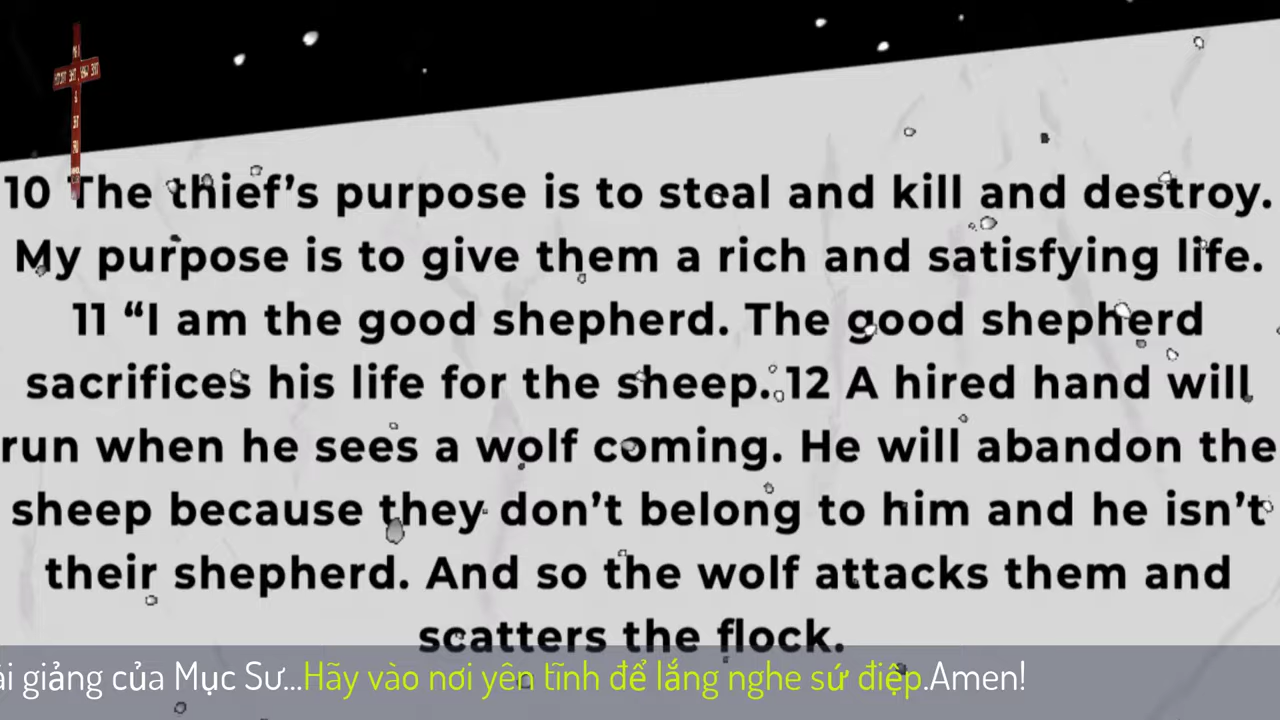 10 The thief’s purpose is to steal and kill and destroy.
My purpose is to give them a rich and satisfying life.
11 “I am the good shepherd. The good shepherd
sacrifices his life for the sheep. 12 A hired hand will
run when he sees a wolf coming. He will abandon the
sheep because they don’t belong to him and he isn’t
their shepherd. And so the wolf attacks them and
scatters the flock.
giảng của Mục Sư...Hãy vào nơi yên tĩnh để lắng nghe sứ điệp.Amen!